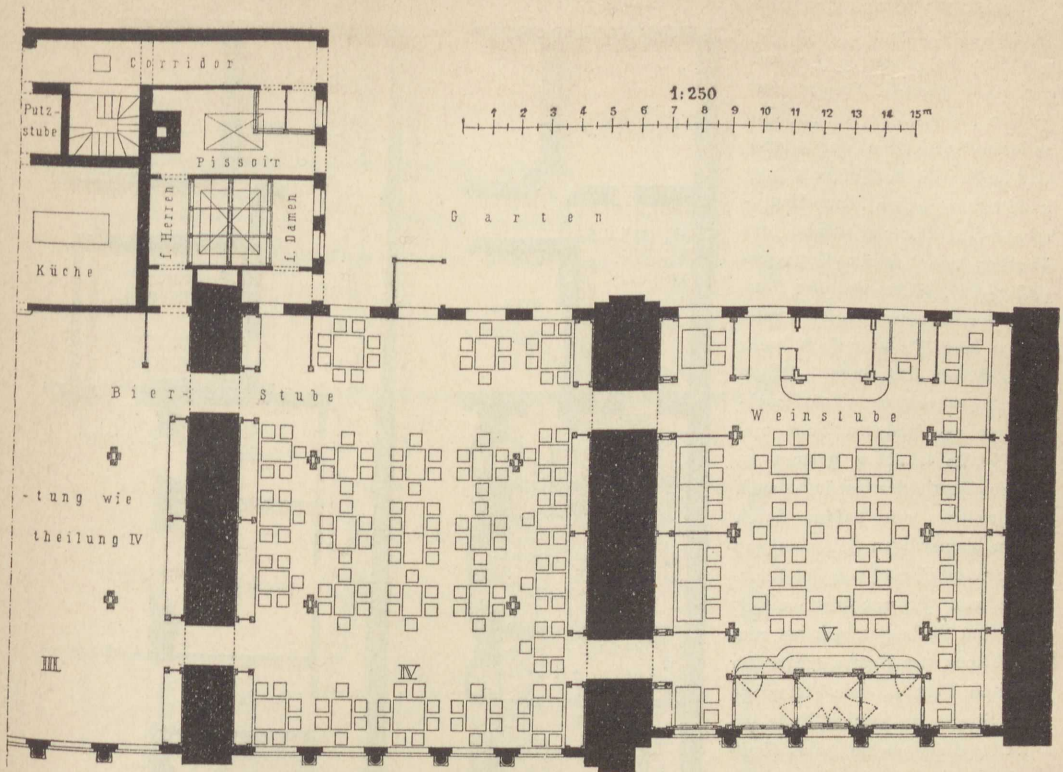 Corridor
1:250
1 2 3 4 5 6 7 8 9 10 11 12 13 14 15 m
Putz-
stube
Pissoir
f. Herren
f. Damen
Garten
Küche
Bier- Stube
Weinstube
-tung wie
theilung IV
III
IV
V